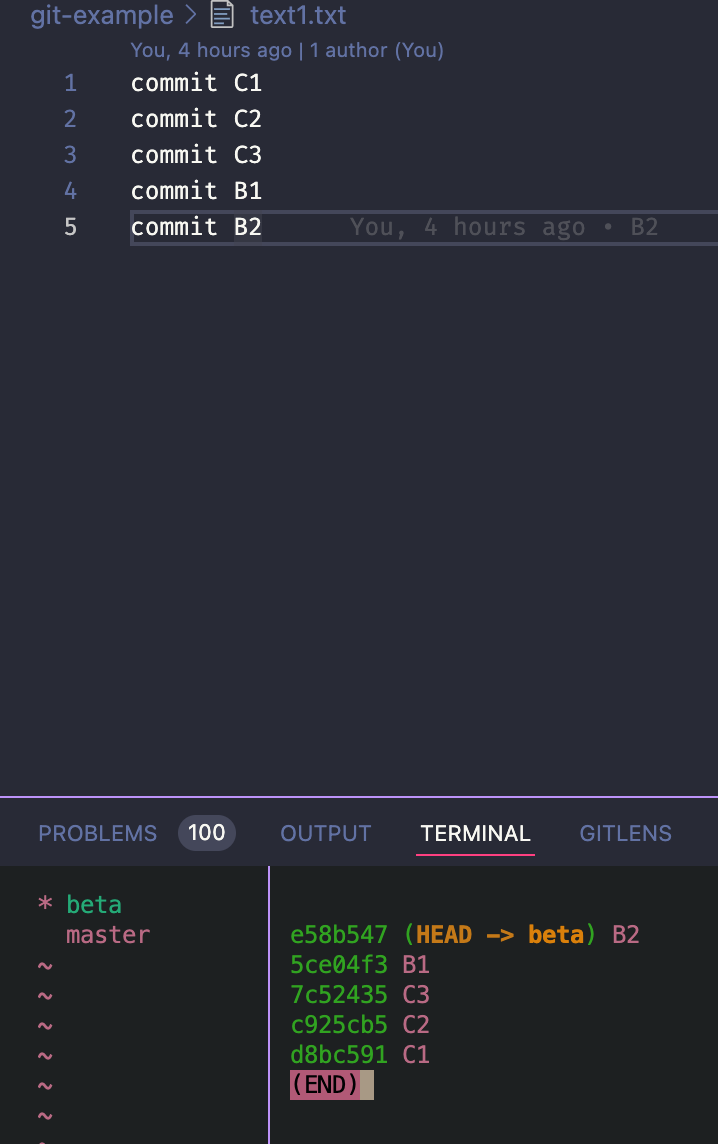 git-example > text1.txt
You, 4 hours ago | 1 author (You)
1 commit C1
2 commit C2
3 commit C3
4 commit B1
5 commit B2 You, 4 hours ago • B2
PROBLEMS 100 OUTPUT TERMINAL GITLENS
* beta
master
~
~
~
~
~
~
e58b547 (HEAD -> beta) B2
5ce04f3 B1
7c52435 C3
c925cb5 C2
d8bc591 C1
(END)